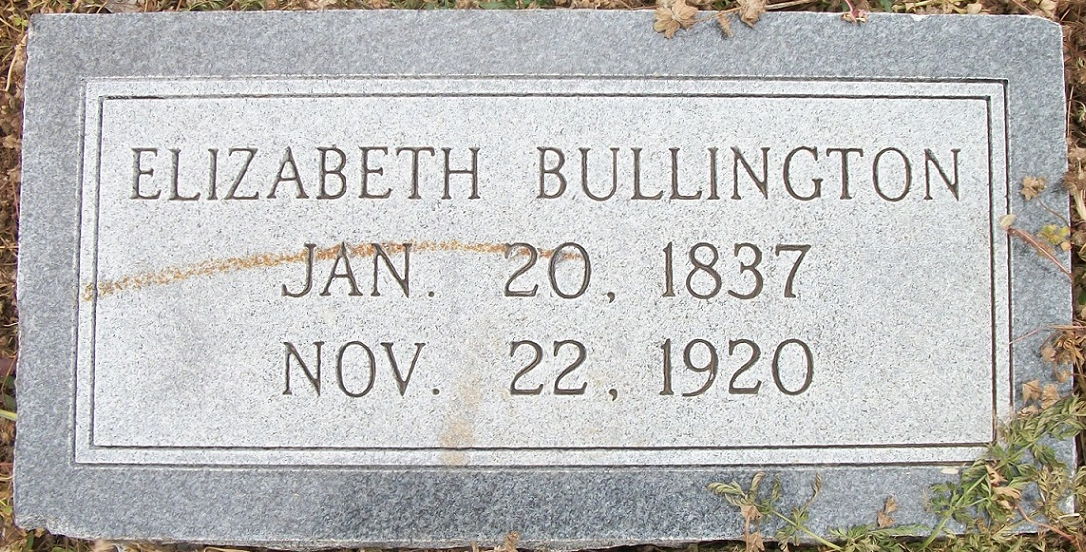 ELIZABETH BULLINGTON
JAN. 20, 1837
NOV. 22, 1920